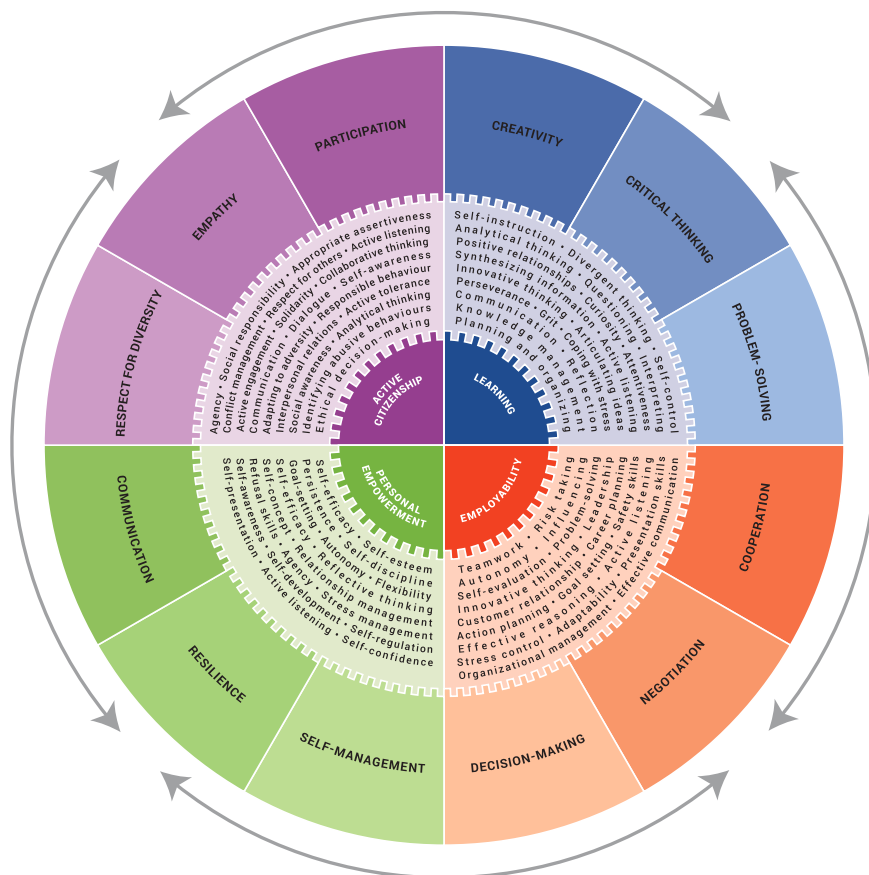 PARTICIPATION
EMPATHY
RESPECT FOR DIVERSITY
Agency • Social responsibility • Appropriate assertiveness
Conflict management • Respect for others • Active listening
Active engagement • Solidarity • Collaborative thinking
Communication • Dialogue • Self-awareness
Adapting to adversity • Responsible behaviour
Interpersonal relations • Active tolerance
Social awareness • Analytical thinking
Identifying abusive behaviours
Ethical decision-making
ACTIVE
CITIZENSHIP
CREATIVITY
CRITICAL THINKING
PROBLEM- SOLVING
Self-instruction • Divergent thinking • Self-control
Analytical thinking • Questioning • Interpreting
Positive relationships • Curiosity • Attentiveness
Synthesizing information • Active listening
Innovative thinking • Articulating ideas
Perseverance • Grit • Coping with stress
Communication • Reflection
Knowledge management
Planning and organizing
LEARNING
EMPLOYABILITY
Teamwork • Risk taking
Autonomy • Influencing
Self-evaluation • Problem-solving
Innovative thinking • Leadership
Customer relationship • Career planning
Action planning • Goal setting • Safety skills
Effective reasoning • Active listening
Stress control • Adaptability • Presentation skills
Organizational management • Effective communication
COOPERATION
NEGOTIATION
DECISION-MAKING
PERSONAL
EMPOWERMENT
Self-efficacy • Self-esteem
Persistence • Self-discipline
Goal-setting • Autonomy • Flexibility
Self-efficacy • Reflective thinking
Self-concept • Relationship management
Refusal skills • Agency • Stress management
Self-awareness • Self-development • Self-regulation
Self-presentation • Active listening • Self-confidence
COMMUNICATION
RESILIENCE
SELF-MANAGEMENT